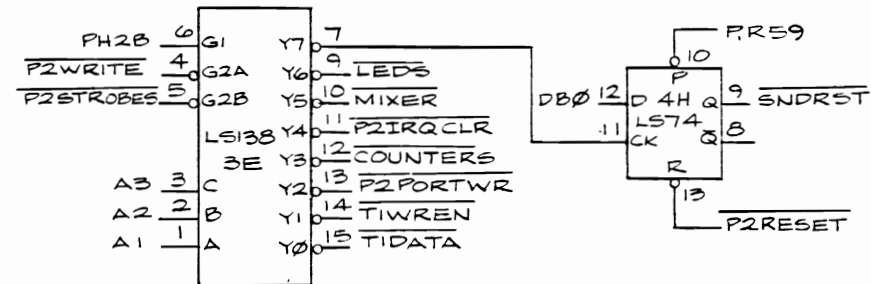 PH2B 6 G1 Y7 7
P2WRITE 4 G2A Y6 9 LEDS
P2STROBES 5 G2B Y5 10 MIXER
Y4 11 P2IRQCLR
LS138
3E
Y3 12 COUNTERS
A3 3 C Y2 13 P2PORTWR
A2 2 B Y1 14 TIWREN
A1 1 A YØ 15 TIDATA
P,R59
10
P
DBØ 12 D 4H Q 9 SNDRST
LS74
11 CK Q̅ 8
R
13
P2RESET